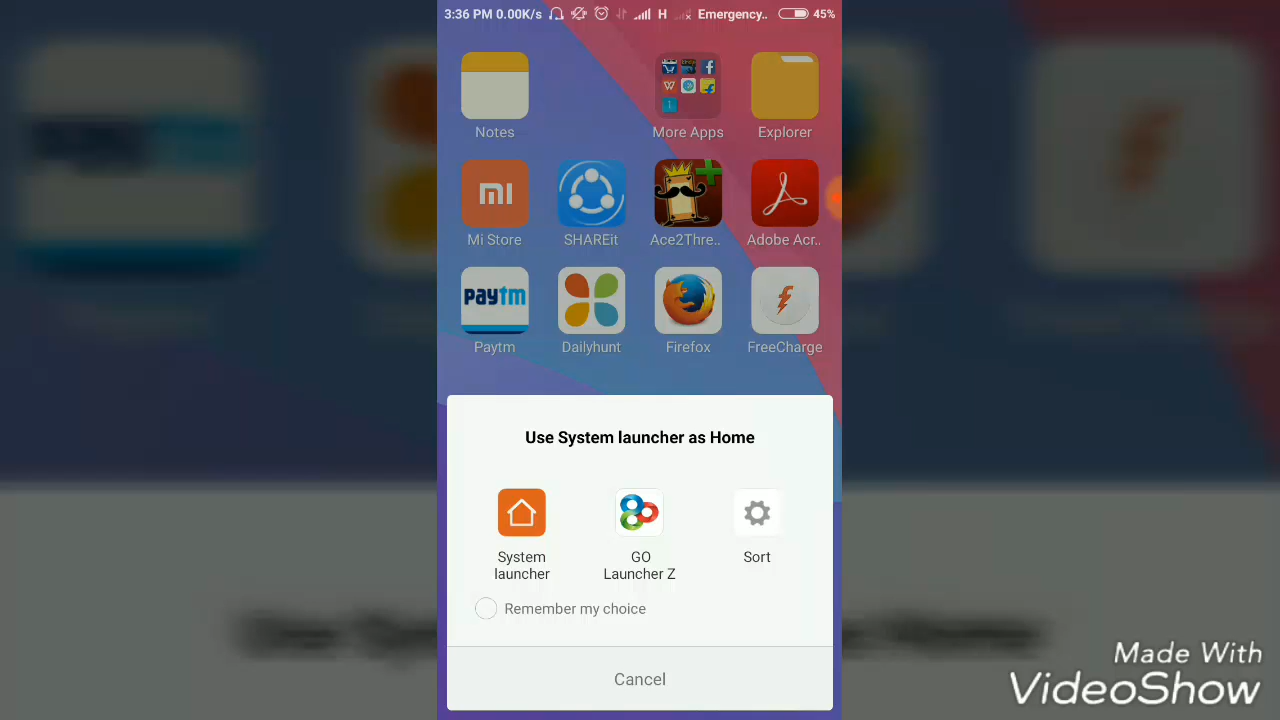 3:36 PM 0.00K/s H Emergency.. 45%
Notes More Apps Explorer
mi
Mi Store SHAREit Ace2Thre.. Adobe Acr..
paytm
Paytm Dailyhunt Firefox FreeCharge
Use System launcher as Home
System launcher
GO Launcher Z
Sort
Remember my choice
Cancel
Made With
VideoShow